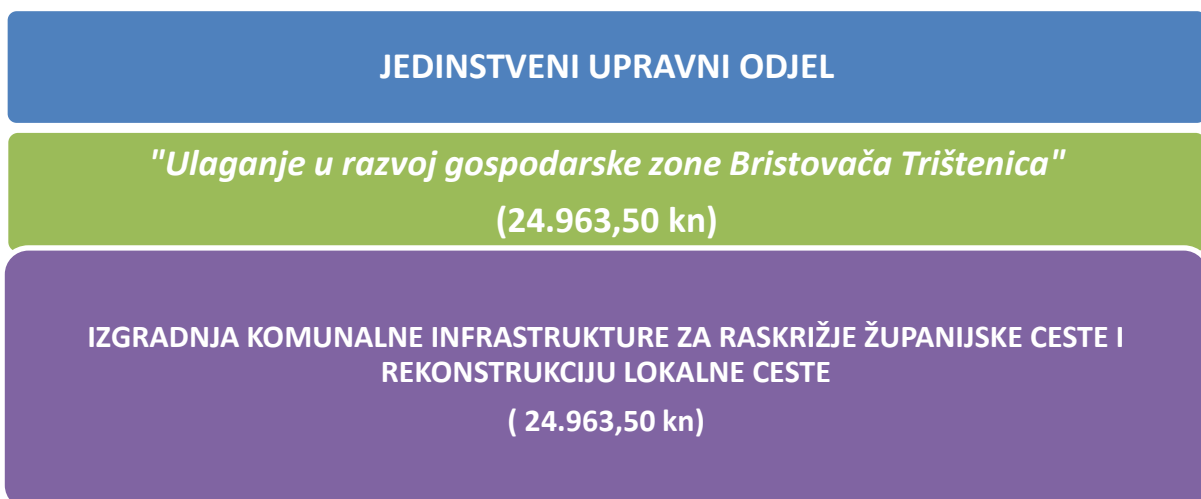 JEDINSTVENI UPRAVNI ODJEL
"Ulaganje u razvoj gospodarske zone Bristovača Trištenica"
(24.963,50 kn)
IZGRADNJA KOMUNALNE INFRASTRUKTURE ZA RASKRIŽJE ŽUPANIJSKE CESTE I
REKONSTRUKCIJU LOKALNE CESTE
( 24.963,50 kn)